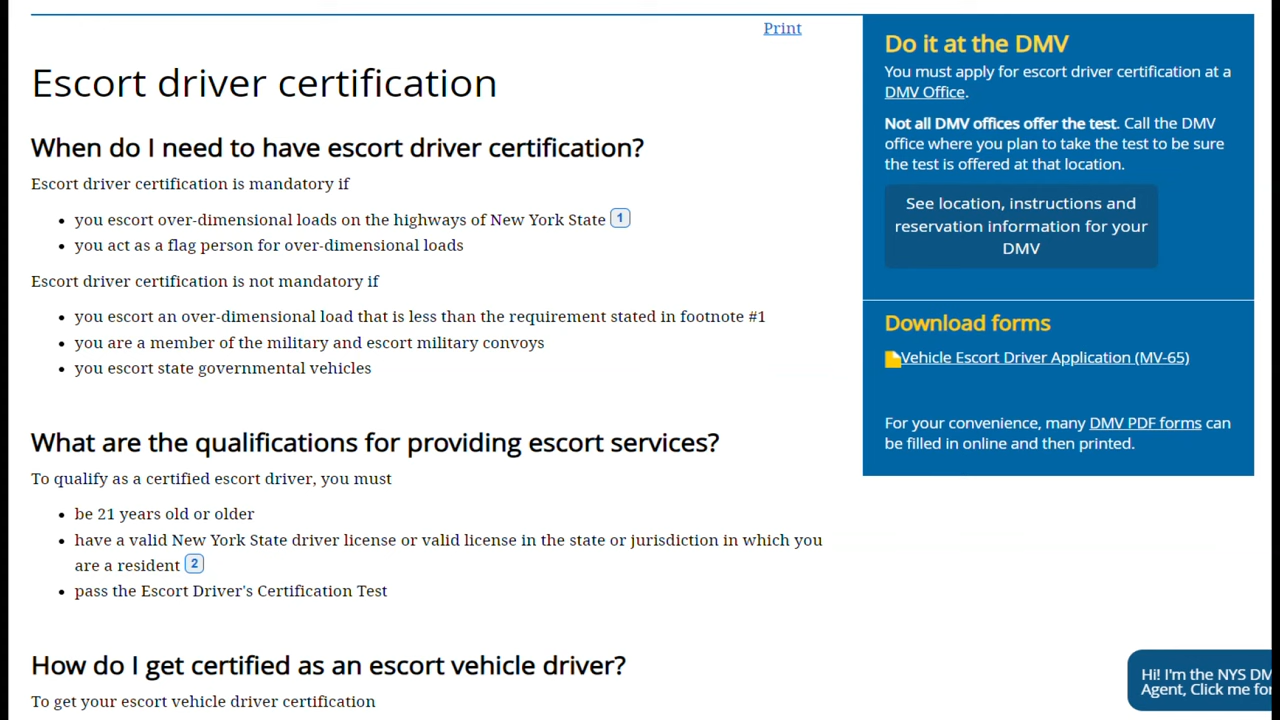 Print
Escort driver certification
When do I need to have escort driver certification?
Escort driver certification is mandatory if
you escort over-dimensional loads on the highways of New York State 1
you act as a flag person for over-dimensional loads
Escort driver certification is not mandatory if
you escort an over-dimensional load that is less than the requirement stated in footnote #1
you are a member of the military and escort military convoys
you escort state governmental vehicles
What are the qualifications for providing escort services?
To qualify as a certified escort driver, you must
be 21 years old or older
have a valid New York State driver license or valid license in the state or jurisdiction in which you
are a resident 2
pass the Escort Driver's Certification Test
How do I get certified as an escort vehicle driver?
To get your escort vehicle driver certification
Do it at the DMV
You must apply for escort driver certification at a
DMV Office.
Not all DMV offices offer the test. Call the DMV
office where you plan to take the test to be sure
the test is offered at that location.
See location, instructions and
reservation information for your
DMV
Download forms
Vehicle Escort Driver Application (MV-65)
For your convenience, many DMV PDF forms can
be filled in online and then printed.
Hi! I'm the NYS DM
Agent, Click me for